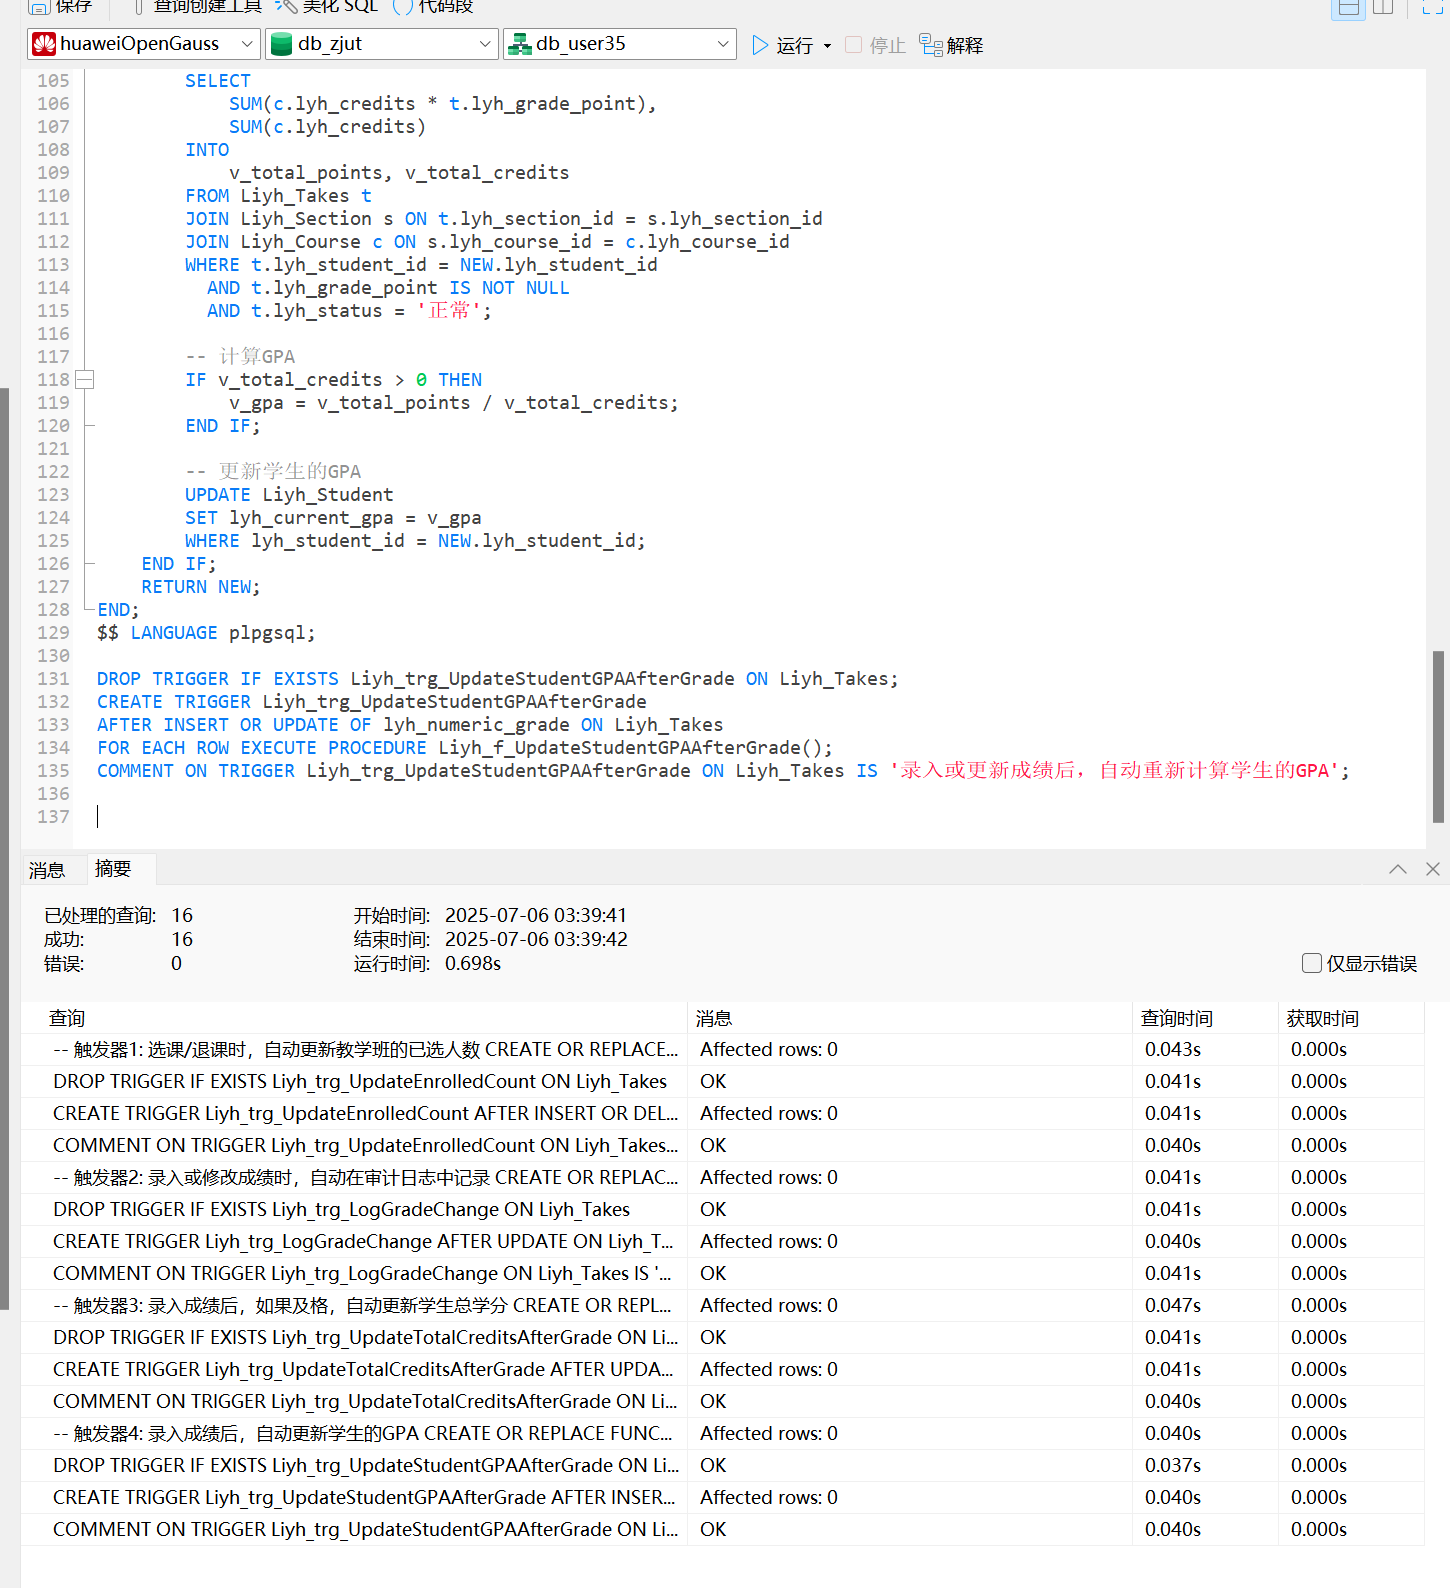 保存 查询创建工具 美化 SQL () 代码段
huaweiOpenGauss db_zjut db_user35 运行 停止 解释
105 SELECT
106 SUM(c.lyh_credits * t.lyh_grade_point),
107 SUM(c.lyh_credits)
108 INTO
109 v_total_points, v_total_credits
110 FROM Liyh_Takes t
111 JOIN Liyh_Section s ON t.lyh_section_id = s.lyh_section_id
112 JOIN Liyh_Course c ON s.lyh_course_id = c.lyh_course_id
113 WHERE t.lyh_student_id = NEW.lyh_student_id
114 AND t.lyh_grade_point IS NOT NULL
115 AND t.lyh_status = '正常';
116
117 -- 计算GPA
118 IF v_total_credits > 0 THEN
119 v_gpa = v_total_points / v_total_credits;
120 END IF;
121
122 -- 更新学生的GPA
123 UPDATE Liyh_Student
124 SET lyh_current_gpa = v_gpa
125 WHERE lyh_student_id = NEW.lyh_student_id;
126 END IF;
127 RETURN NEW;
128 END;
129 $$ LANGUAGE plpgsql;
130
131 DROP TRIGGER IF EXISTS Liyh_trg_UpdateStudentGPAAfterGrade ON Liyh_Takes;
132 CREATE TRIGGER Liyh_trg_UpdateStudentGPAAfterGrade
133 AFTER INSERT OR UPDATE OF lyh_numeric_grade ON Liyh_Takes
134 FOR EACH ROW EXECUTE PROCEDURE Liyh_f_UpdateStudentGPAAfterGrade();
135 COMMENT ON TRIGGER Liyh_trg_UpdateStudentGPAAfterGrade ON Liyh_Takes IS '录入或更新成绩后，自动重新计算学生的GPA';
136
137
消息 摘要
已处理的查询: 16 开始时间: 2025-07-06 03:39:41
成功: 16 结束时间: 2025-07-06 03:39:42
错误: 0 运行时间: 0.698s 仅显示错误
查询 消息 查询时间 获取时间
-- 触发器1: 选课/退课时，自动更新教学班的已选人数 CREATE OR REPLACE... Affected rows: 0 0.043s 0.000s
DROP TRIGGER IF EXISTS Liyh_trg_UpdateEnrolledCount ON Liyh_Takes OK 0.041s 0.000s
CREATE TRIGGER Liyh_trg_UpdateEnrolledCount AFTER INSERT OR DEL... Affected rows: 0 0.041s 0.000s
COMMENT ON TRIGGER Liyh_trg_UpdateEnrolledCount ON Liyh_Takes... OK 0.040s 0.000s
-- 触发器2: 录入或修改成绩时，自动在审计日志中记录 CREATE OR REPLAC... Affected rows: 0 0.041s 0.000s
DROP TRIGGER IF EXISTS Liyh_trg_LogGradeChange ON Liyh_Takes OK 0.041s 0.000s
CREATE TRIGGER Liyh_trg_LogGradeChange AFTER UPDATE ON Liyh_T... Affected rows: 0 0.040s 0.000s
COMMENT ON TRIGGER Liyh_trg_LogGradeChange ON Liyh_Takes IS '... OK 0.041s 0.000s
-- 触发器3: 录入成绩后，如果及格，自动更新学生总学分 CREATE OR REPL... Affected rows: 0 0.047s 0.000s
DROP TRIGGER IF EXISTS Liyh_trg_UpdateTotalCreditsAfterGrade ON Li... OK 0.041s 0.000s
CREATE TRIGGER Liyh_trg_UpdateTotalCreditsAfterGrade AFTER UPDA... Affected rows: 0 0.041s 0.000s
COMMENT ON TRIGGER Liyh_trg_UpdateTotalCreditsAfterGrade ON Li... OK 0.040s 0.000s
-- 触发器4: 录入成绩后，自动更新学生的GPA CREATE OR REPLACE FUNC... Affected rows: 0 0.040s 0.000s
DROP TRIGGER IF EXISTS Liyh_trg_UpdateStudentGPAAfterGrade ON Li... OK 0.037s 0.000s
CREATE TRIGGER Liyh_trg_UpdateStudentGPAAfterGrade AFTER INSER... Affected rows: 0 0.040s 0.000s
COMMENT ON TRIGGER Liyh_trg_UpdateStudentGPAAfterGrade ON Li... OK 0.040s 0.000s